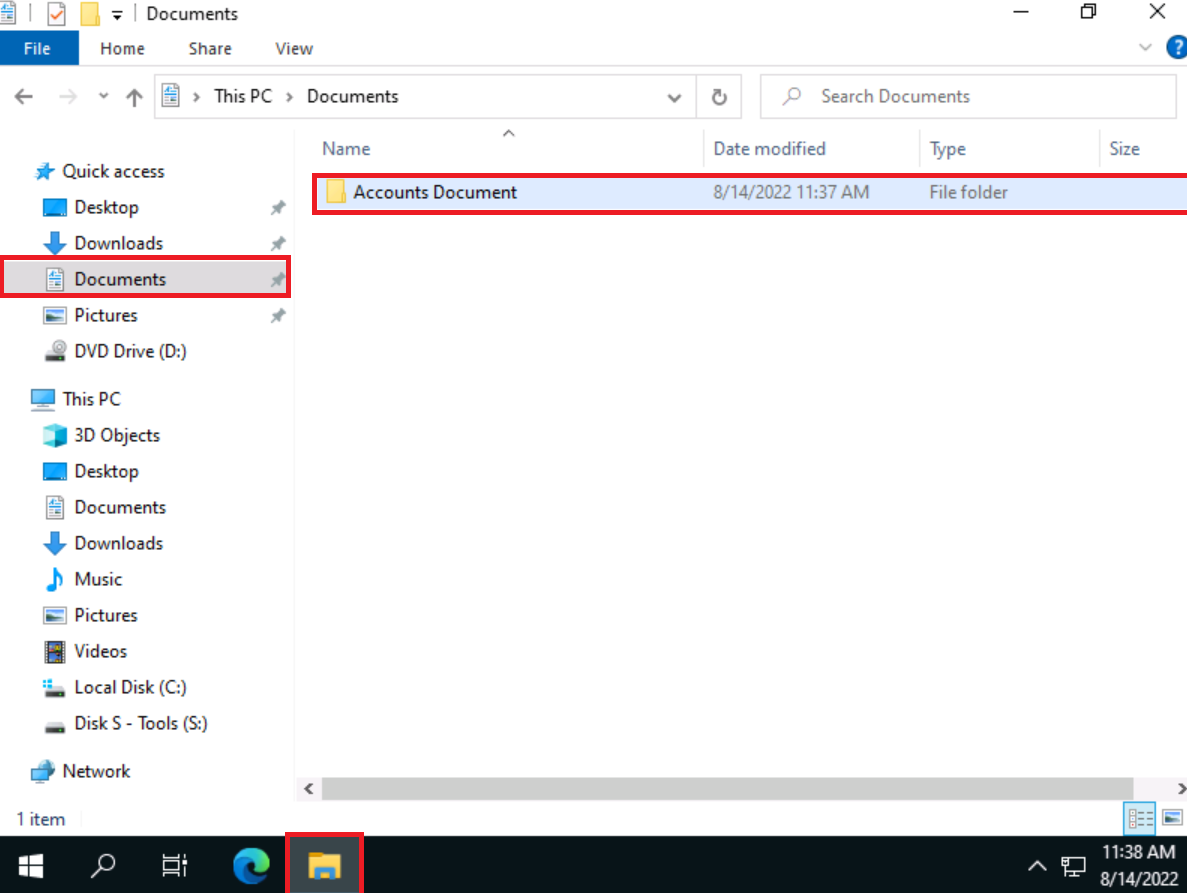 Documents
File Home Share View
This PC > Documents
Search Documents
Name Date modified Type Size
Accounts Document 8/14/2022 11:37 AM File folder
Quick access
Desktop
Downloads
Documents
Pictures
DVD Drive (D:)
This PC
3D Objects
Desktop
Documents
Downloads
Music
Pictures
Videos
Local Disk (C:)
Disk S - Tools (S:)
Network
1 item
11:38 AM
8/14/2022